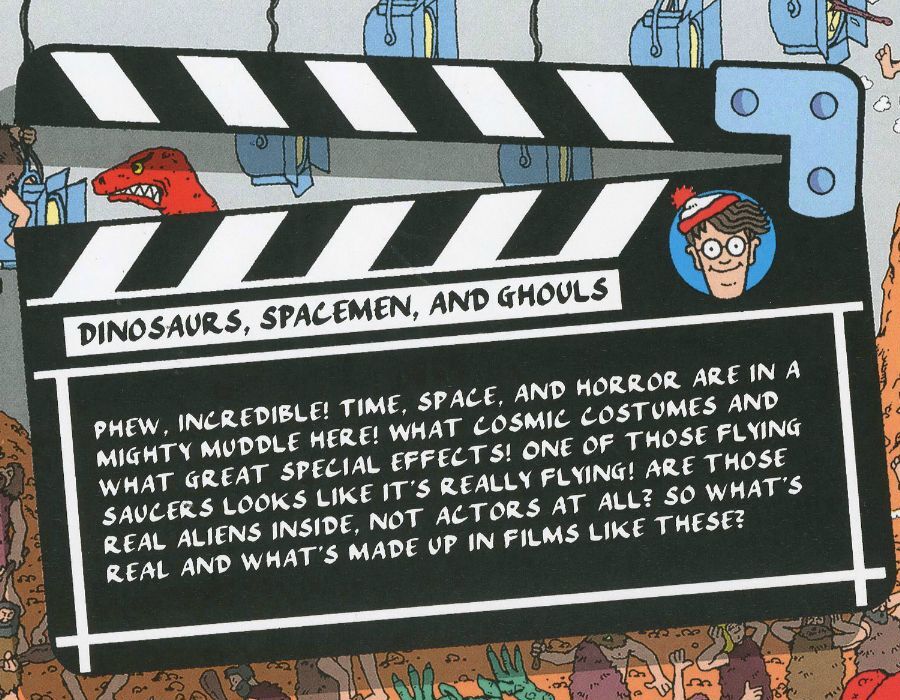 DINOSAURS, SPACEMEN, AND GHOULS
PHEW, INCREDIBLE! TIME, SPACE, AND HORROR ARE IN A
MIGHTY MUDDLE HERE! WHAT COSMIC COSTUMES AND
WHAT GREAT SPECIAL EFFECTS! ONE OF THOSE FLYING
SAUCERS LOOKS LIKE IT'S REALLY FLYING! ARE THOSE
REAL ALIENS INSIDE, NOT ACTORS AT ALL? SO WHAT'S
REAL AND WHAT'S MADE UP IN FILMS LIKE THESE?